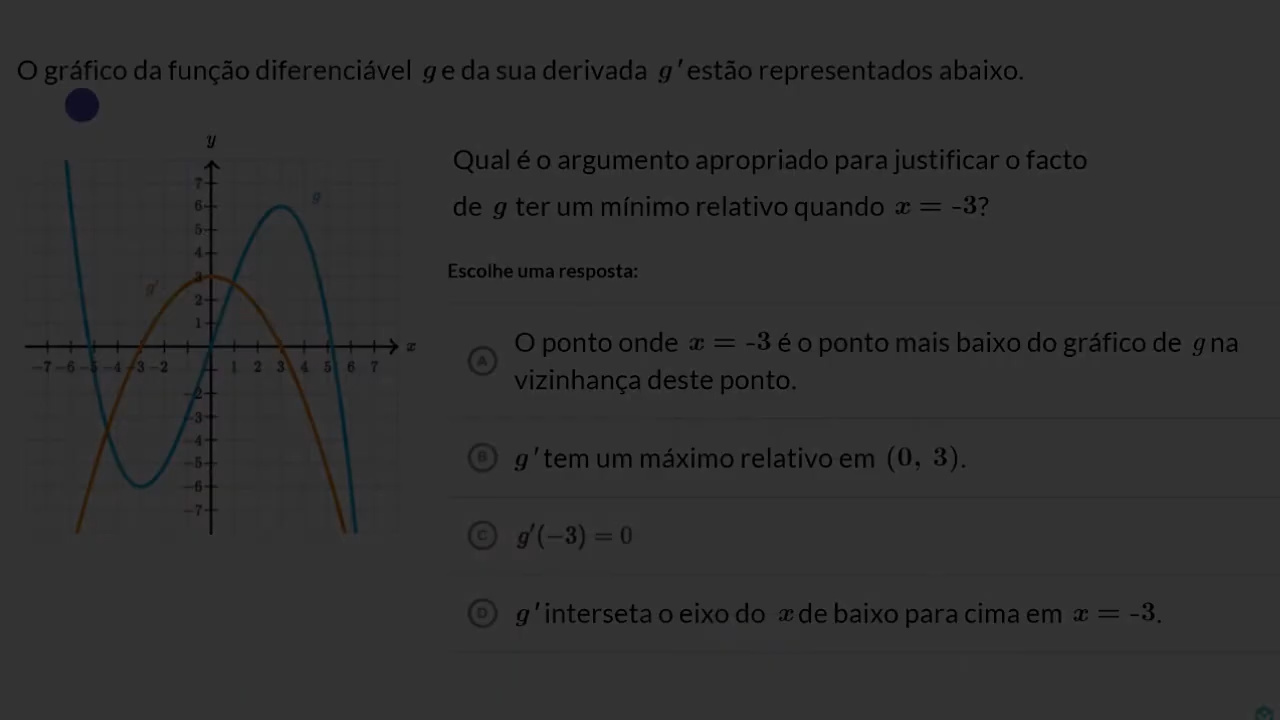 O gráfico da função diferenciável g e da sua derivada g′ estão representados abaixo.
y
7
6
5
4
3
2
1
g
g′
x
-7 -6 -5 -4 -3 -2 1 2 3 4 5 6 7
-2
-3
-4
-5
-6
-7
Qual é o argumento apropriado para justificar o facto
de g ter um mínimo relativo quando x = -3?
Escolhe uma resposta:
A O ponto onde x = -3 é o ponto mais baixo do gráfico de g na
vizinhança deste ponto.
B g′ tem um máximo relativo em (0, 3).
C g′(−3) = 0
D g′ interseta o eixo do x de baixo para cima em x = -3.